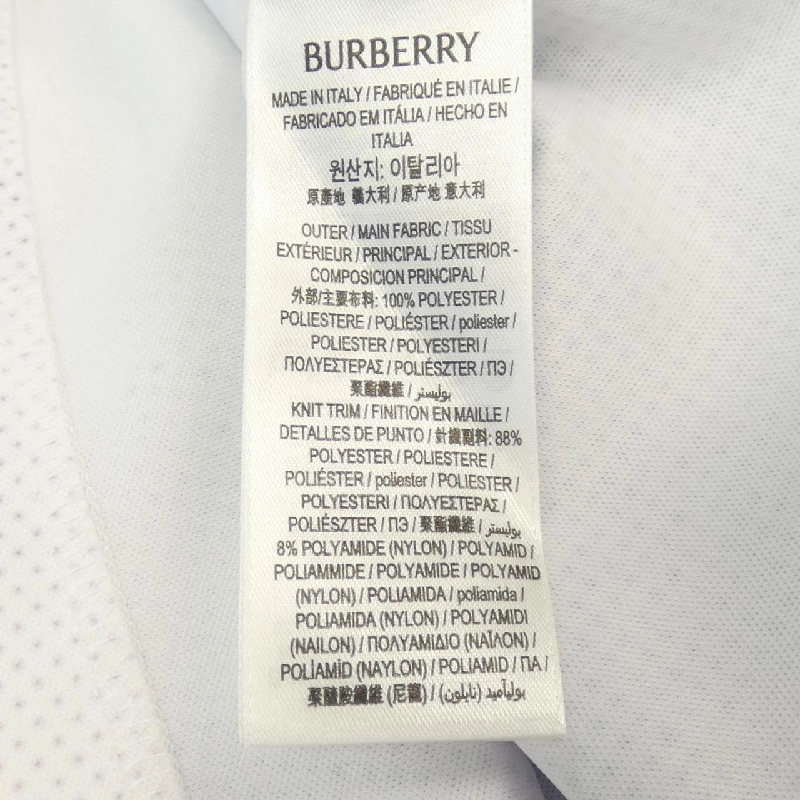 BURBERRY
MADE IN ITALY / FABRIQUÉ EN ITALIE /
FABRICADO EM ITÁLIA / HECHO EN
ITALIA
원산지: 이탈리아
原產地 義大利 / 原产地 意大利
OUTER / MAIN FABRIC / TISSU
EXTÉRIEUR / PRINCIPAL / EXTERIOR -
COMPOSICION PRINCIPAL /
外部/主要布料: 100% POLYESTER /
POLIESTERE / POLIÉSTER / poliester /
POLIESTER / POLYESTERI /
ΠΟΛΥΕΣΤΕΡΑΣ / POLIÉSZTER / ПЭ /
聚酯纖維 / بوليستر
KNIT TRIM / FINITION EN MAILLE /
DETALLES DE PUNTO / 針織副料: 88%
POLYESTER / POLIESTERE /
POLIÉSTER / poliester / POLIESTER /
POLYESTERI / ΠΟΛΥΕΣΤΕΡΑΣ /
POLIÉSZTER / ПЭ / 聚酯纖維 / بوليستر
8% POLYAMIDE (NYLON) / POLYAMID /
POLIAMMIDE / POLYAMIDE / POLYAMID
(NYLON) / POLIAMIDA / poliamida /
POLIAMIDA (NYLON) / POLYAMIDI
(NAILON) / ΠΟΛΥΑΜΙΔΙΟ (ΝΑΪΛΟΝ) /
POLİAMİD (NAYLON) / POLIAMID / ПА /
聚醯胺纖維 (尼龍) / بولیآمید (نایلون)